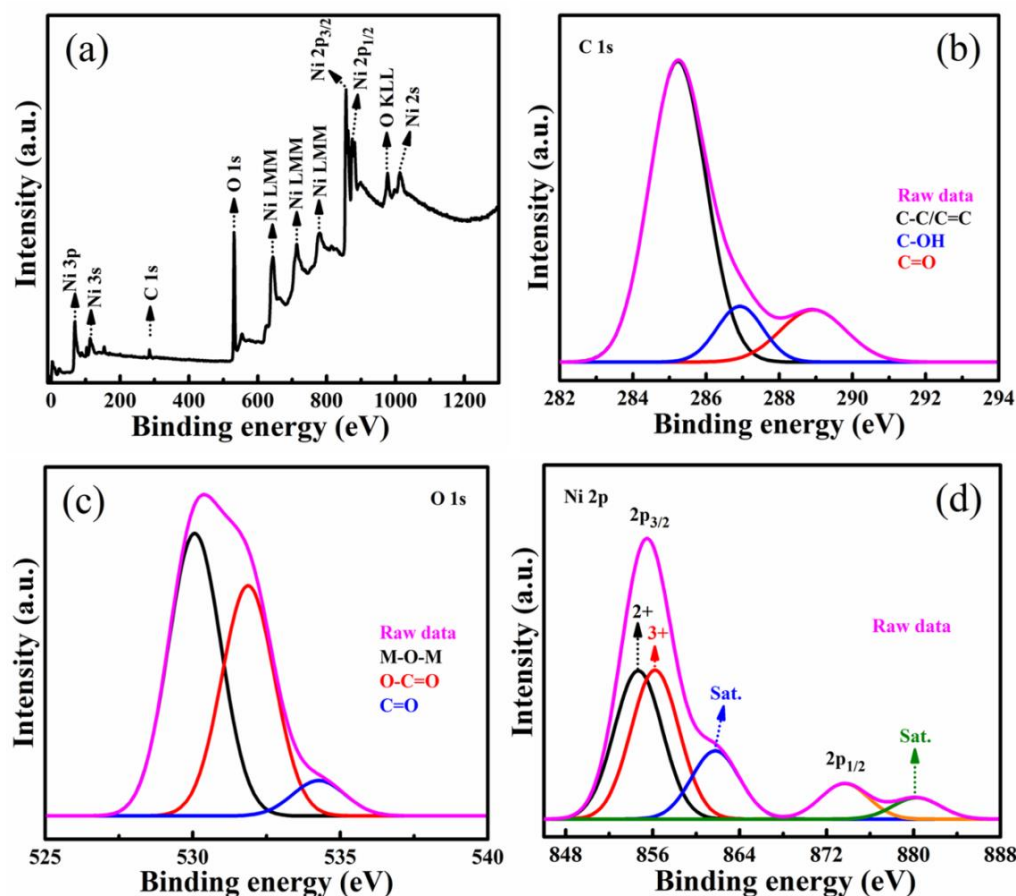 (a)
Ni 3p
Ni 3s
C 1s
O 1s
Ni LMM
Ni LMM
Ni LMM
Ni 2p3/2
Ni 2p1/2
O KLL
Ni 2s
Intensity (a.u.)
0 200 400 600 800 1000 1200
Binding energy (eV)
C 1s
(b)
Raw data
C-C/C=C
C-OH
C=O
Intensity (a.u.)
282 284 286 288 290 292 294
Binding energy (eV)
(c)
O 1s
Raw data
M-O-M
O-C=O
C=O
Intensity (a.u.)
525 530 535 540
Binding energy (eV)
Ni 2p
(d)
2p3/2
2+
3+
Raw data
Sat.
2p1/2
Sat.
Intensity (a.u.)
848 856 864 872 880 888
Binding energy (eV)